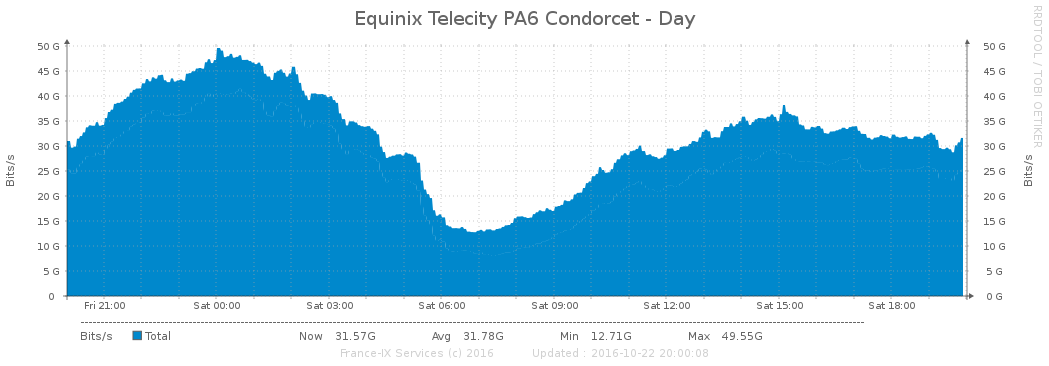 Equinix Telecity PA6 Condorcet - Day
RRDTOOL / TOBI OETIKER
Bits/s
50 G
45 G
40 G
35 G
30 G
25 G
20 G
15 G
10 G
5 G
0
50 G
45 G
40 G
35 G
30 G
25 G
20 G
15 G
10 G
5 G
0 G
Bits/s
Fri 21:00 Sat 00:00 Sat 03:00 Sat 06:00 Sat 09:00 Sat 12:00 Sat 15:00 Sat 18:00
Bits/s Total Now 31.57G Avg 31.78G Min 12.71G Max 49.55G
France-IX Services (c) 2016 Updated : 2016-10-22 20:00:08